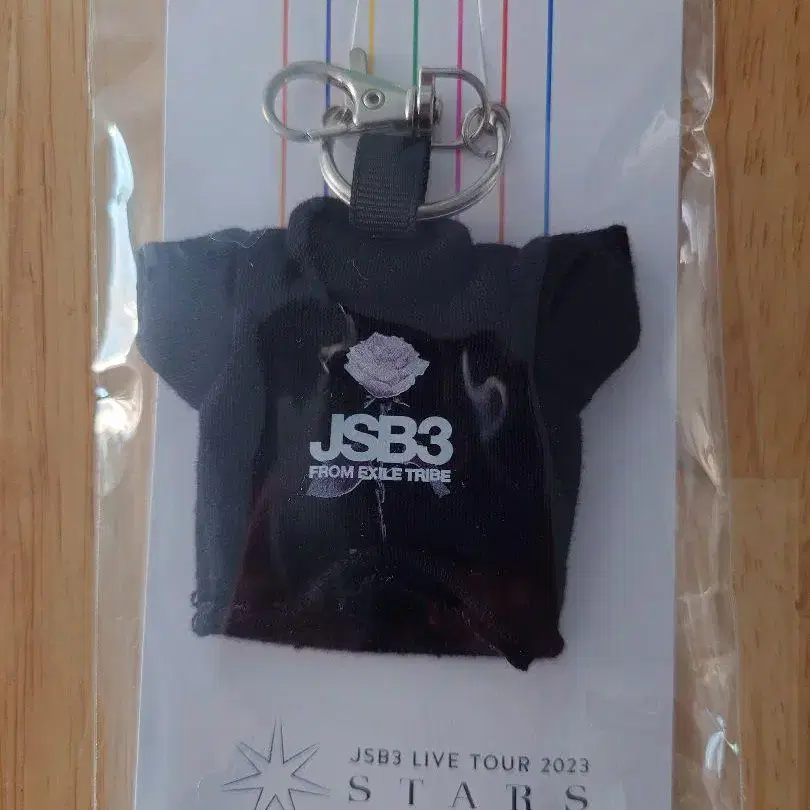 JSB3
FROM EXILE TRIBE
JSB3 LIVE TOUR 2023
STARS